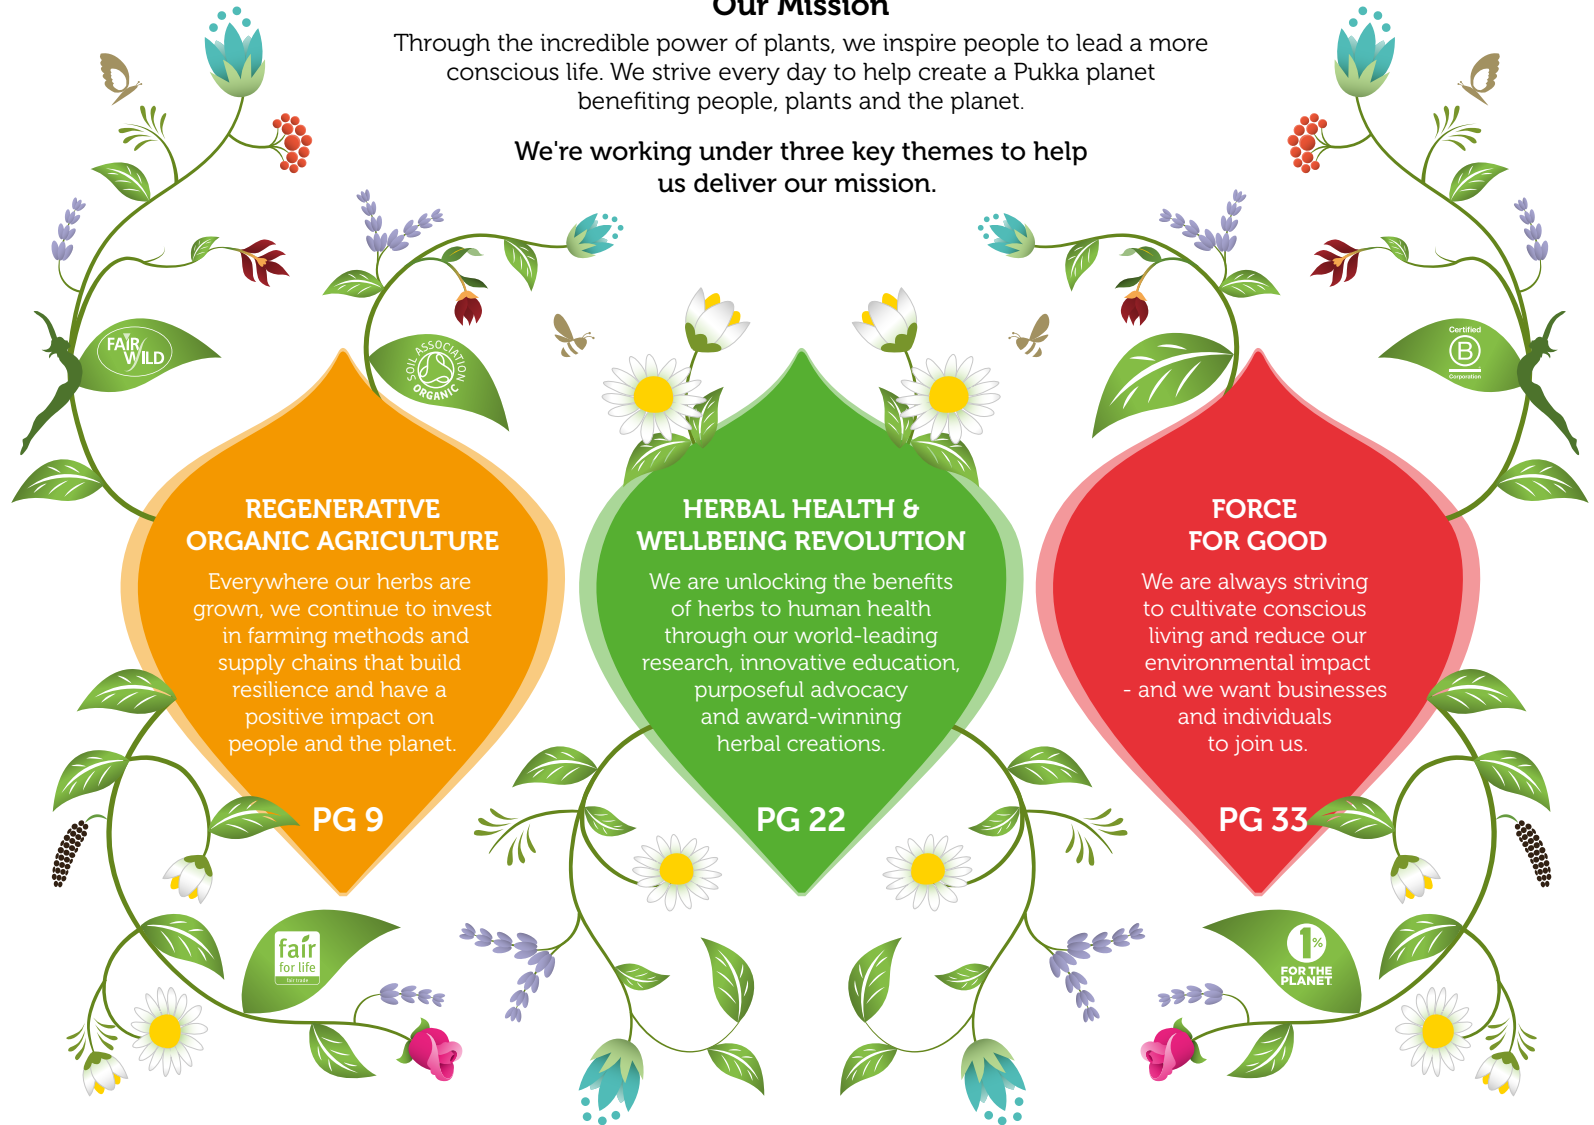 Our Mission
Through the incredible power of plants, we inspire people to lead a more
conscious life. We strive every day to help create a Pukka planet
benefiting people, plants and the planet.
We're working under three key themes to help
us deliver our mission.
FAIR
WILD
SOIL ASSOCIATION
ORGANIC
Certified
B
Corporation
REGENERATIVE
ORGANIC AGRICULTURE
Everywhere our herbs are
grown, we continue to invest
in farming methods and
supply chains that build
resilience and have a
positive impact on
people and the planet.
PG 9
HERBAL HEALTH &
WELLBEING REVOLUTION
We are unlocking the benefits
of herbs to human health
through our world-leading
research, innovative education,
purposeful advocacy
and award-winning
herbal creations.
PG 22
FORCE
FOR GOOD
We are always striving
to cultivate conscious
living and reduce our
environmental impact
- and we want businesses
and individuals
to join us.
PG 33
fair
for life
fair trade
1%
FOR THE
PLANET